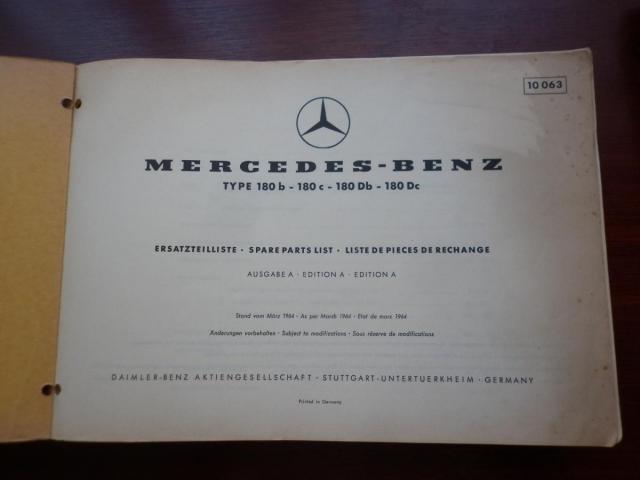 10 063
MERCEDES-BENZ
TYPE 180 b - 180 c - 180 Db - 180 Dc
ERSATZTEILLISTE · SPARE PARTS LIST · LISTE DE PIECES DE RECHANGE
AUSGABE A · EDITION A · EDITION A
Stand vom März 1964 · As per March 1964 · Etat de mars 1964
Änderungen vorbehalten · Subject to modifications · Sous réserve de modifications
DAIMLER-BENZ AKTIENGESELLSCHAFT · STUTTGART-UNTERTUERKHEIM · GERMANY
Printed in Germany